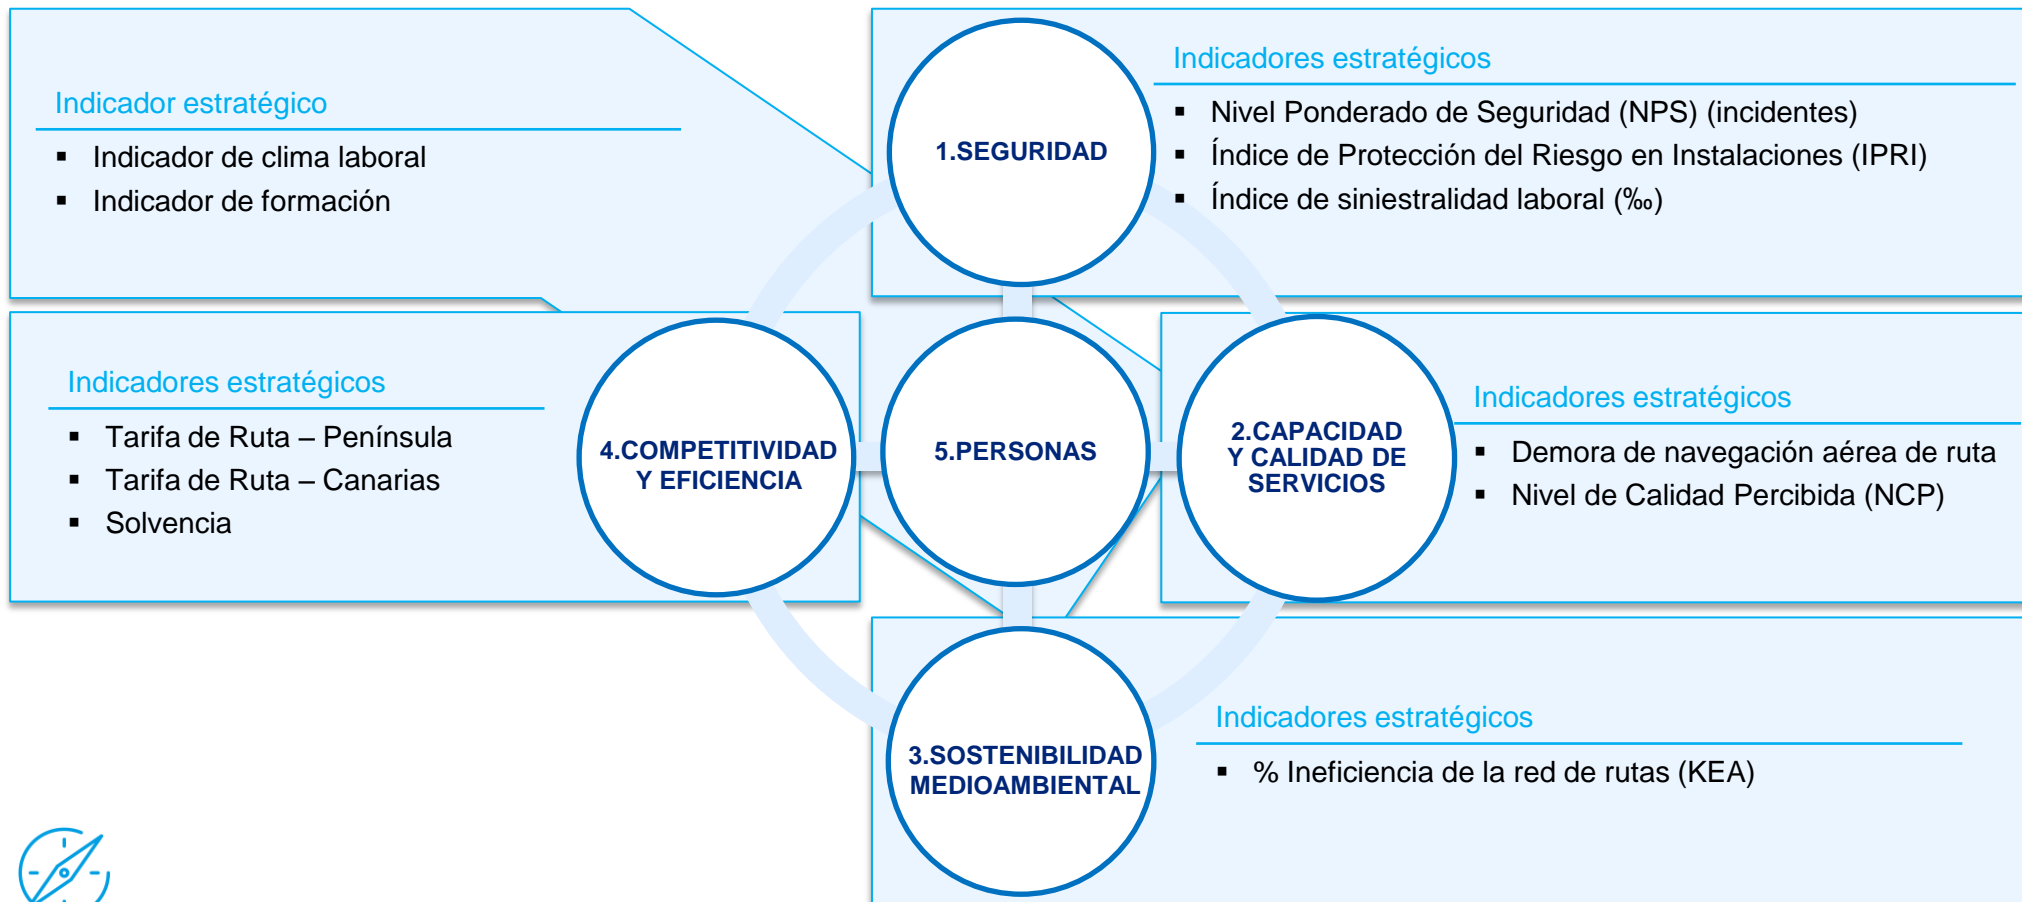 Indicador estratégico
▪ Indicador de clima laboral
▪ Indicador de formación
1.SEGURIDAD
Indicadores estratégicos
▪ Nivel Ponderado de Seguridad (NPS) (incidentes)
▪ Índice de Protección del Riesgo en Instalaciones (IPRI)
▪ Índice de siniestralidad laboral (‰)
Indicadores estratégicos
▪ Tarifa de Ruta – Península
▪ Tarifa de Ruta – Canarias
▪ Solvencia
4.COMPETITIVIDAD
Y EFICIENCIA
5.PERSONAS
2.CAPACIDAD
Y CALIDAD DE
SERVICIOS
Indicadores estratégicos
▪ Demora de navegación aérea de ruta
▪ Nivel de Calidad Percibida (NCP)
3.SOSTENIBILIDAD
MEDIOAMBIENTAL
Indicadores estratégicos
▪ % Ineficiencia de la red de rutas (KEA)